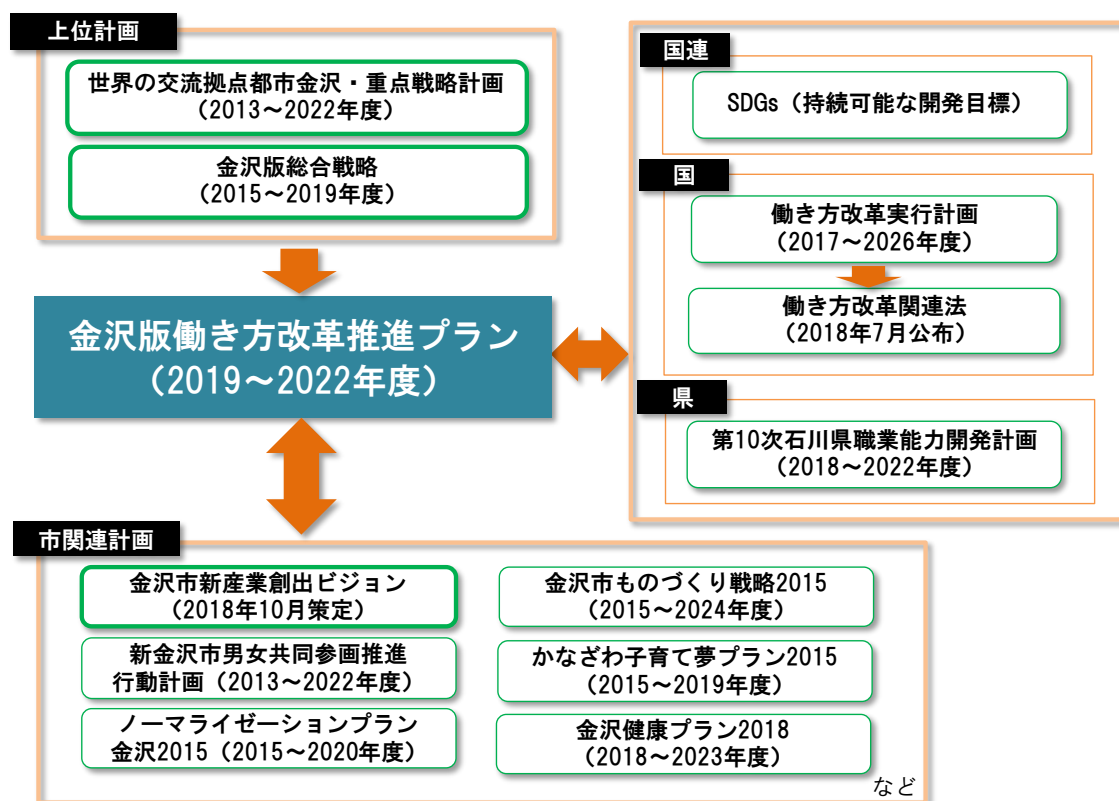 上位計画
世界の交流拠点都市金沢・重点戦略計画
(2013~2022年度)
金沢版総合戦略
(2015~2019年度)
金沢版働き方改革推進プラン
(2019~2022年度)
国連
SDGs(持続可能な開発目標)
国
働き方改革実行計画
(2017~2026年度)
働き方改革関連法
(2018年7月公布)
県
第10次石川県職業能力開発計画
(2018~2022年度)
市関連計画
金沢市新産業創出ビジョン
(2018年10月策定)
新金沢市男女共同参画推進
行動計画(2013~2022年度)
ノーマライゼーションプラン
金沢2015(2015~2020年度)
金沢市ものづくり戦略2015
(2015~2024年度)
かなざわ子育て夢プラン2015
(2015~2019年度)
金沢健康プラン2018
(2018~2023年度)
など